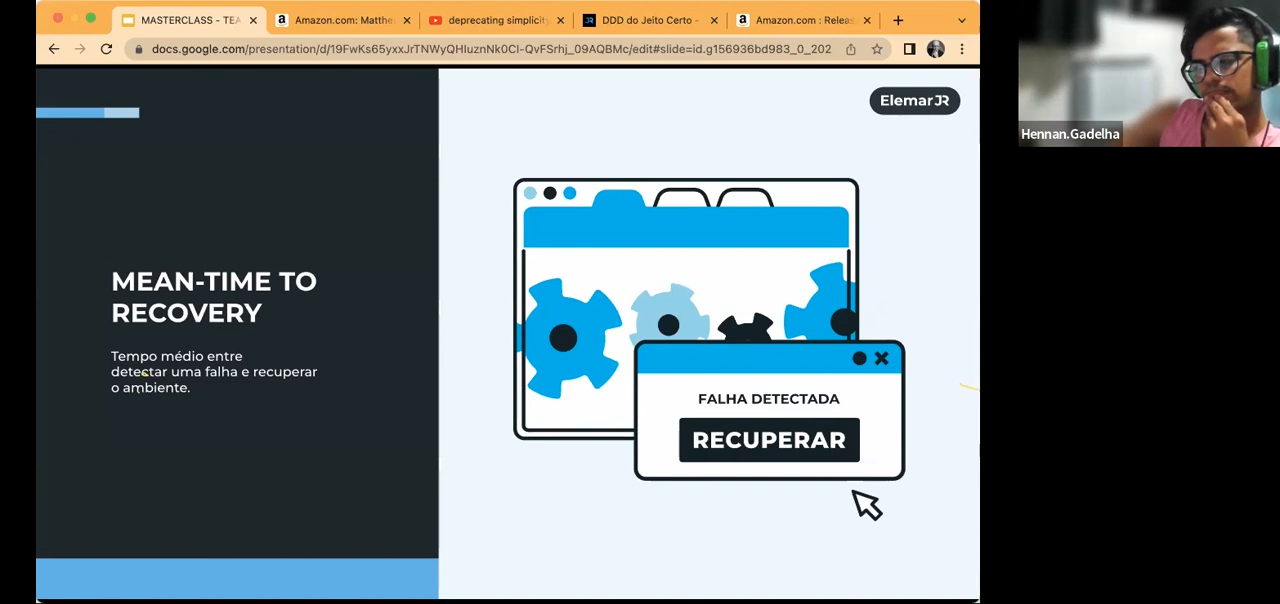 MASTERCLASS - TEA
Amazon.com: Matthe
deprecating simplicity
DDD do Jeito Certo -
Amazon.com : Relea
docs.google.com/presentation/d/19FwKs65yxxJrTNWyQHIuznNk0Cl-QvFSrhj_09AQBMc/edit#slide=id.g156936bd983_0_202
ElemarJR
Hennan.Gadelha
MEAN-TIME TO
RECOVERY
Tempo médio entre
detectar uma falha e recuperar
o ambiente.
FALHA DETECTADA
RECUPERAR